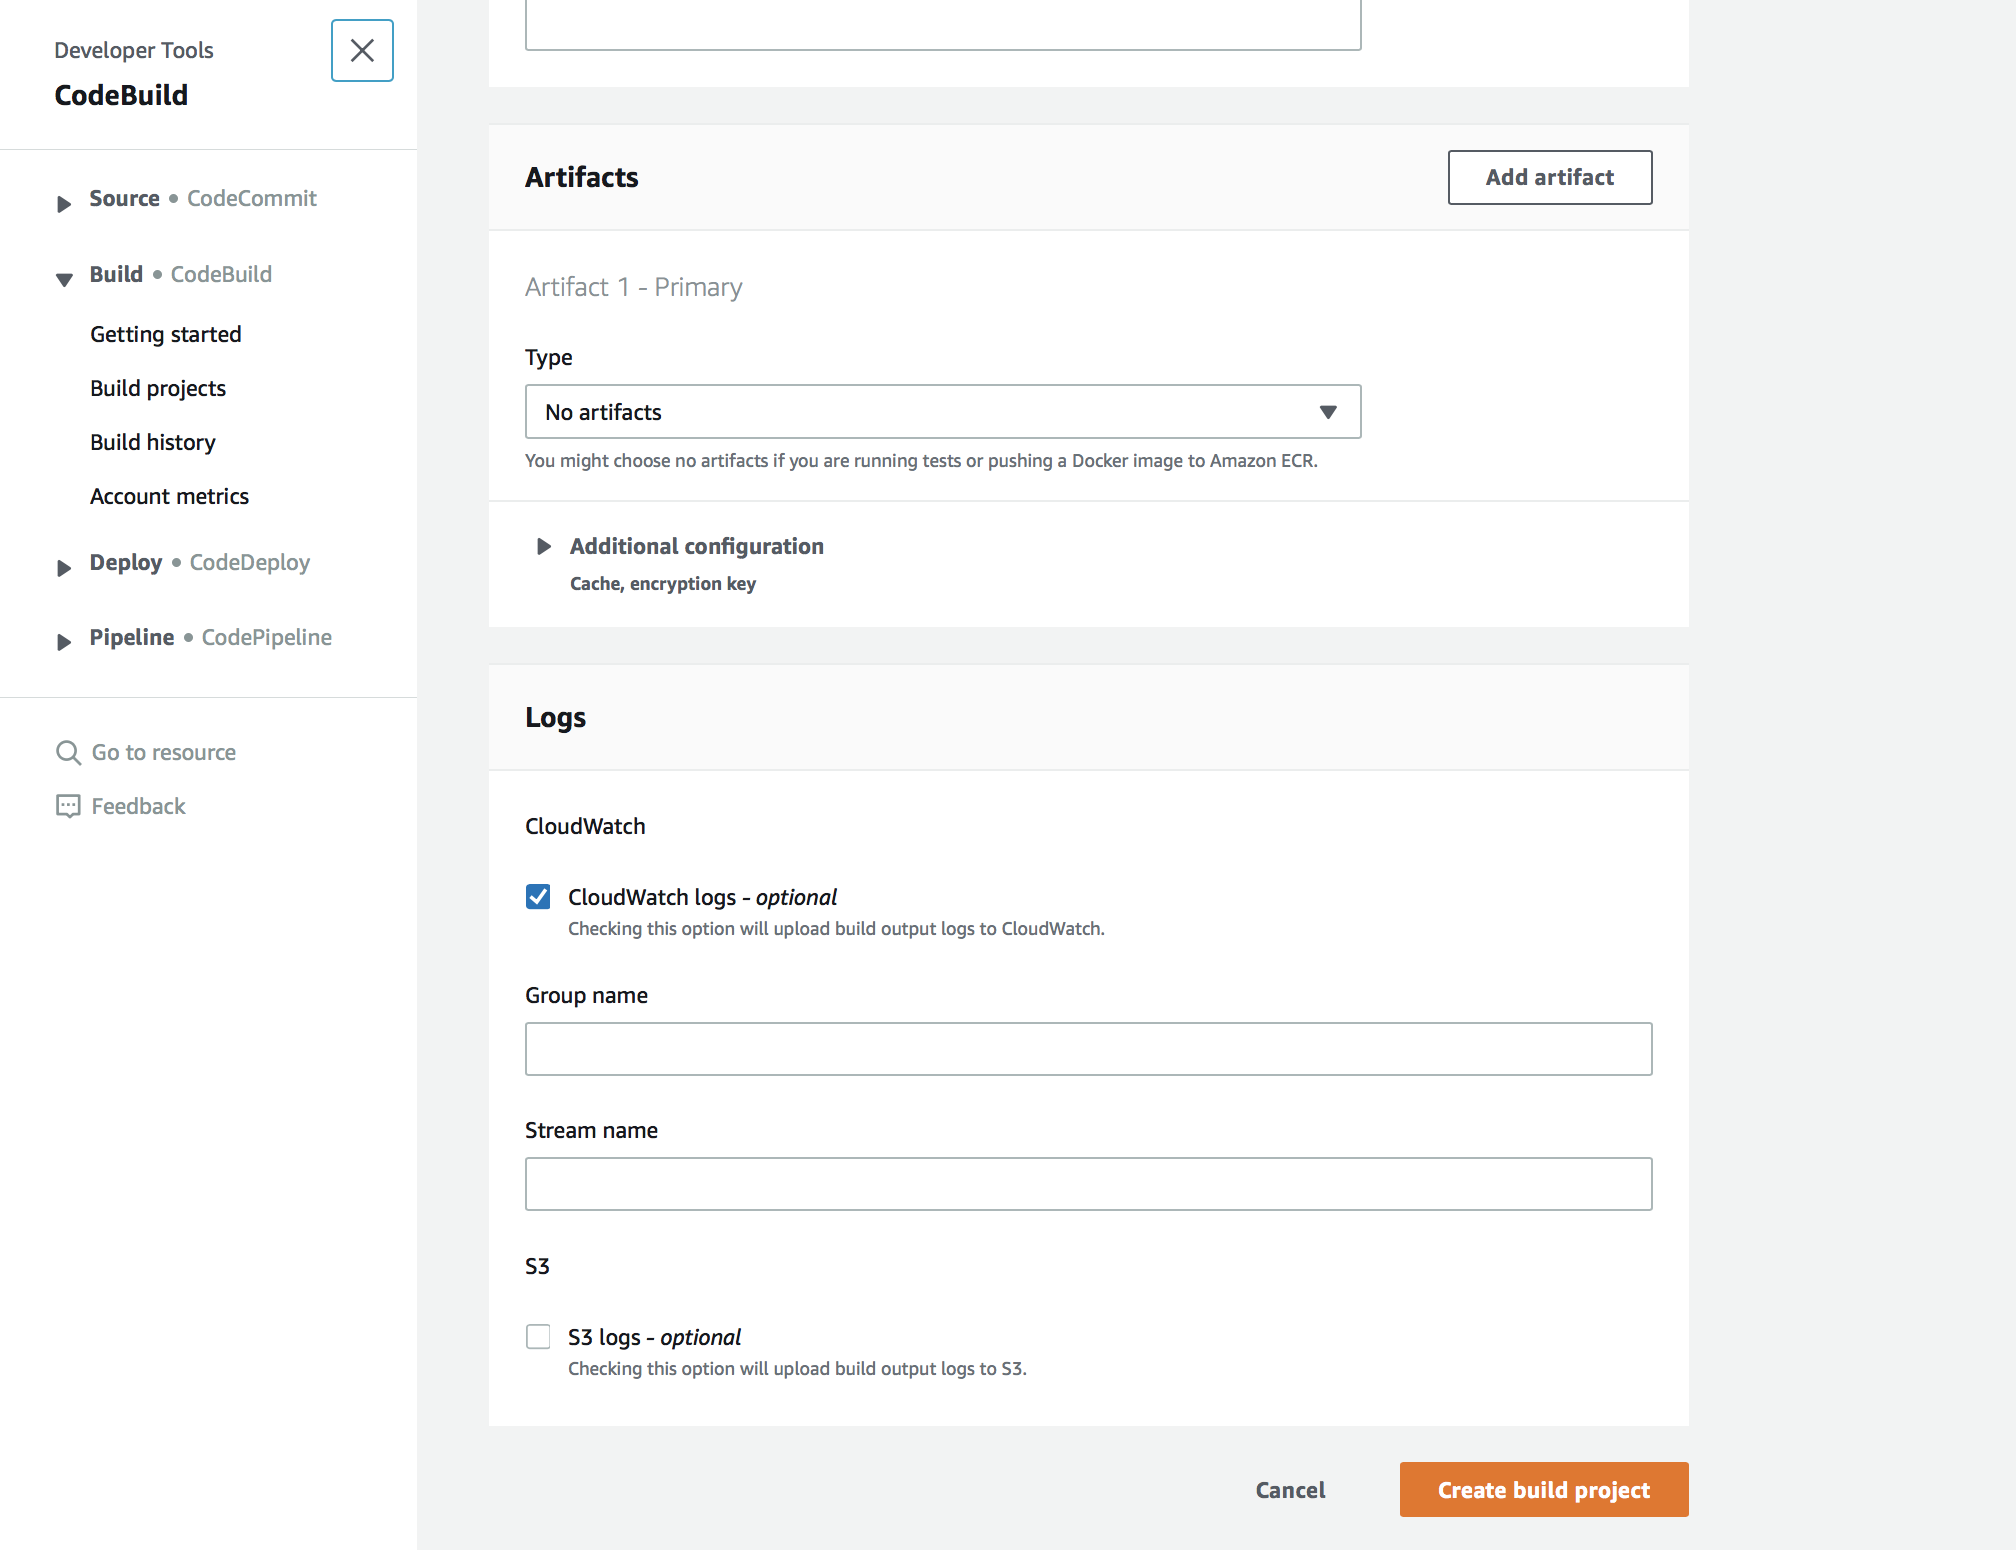 Developer Tools
CodeBuild
Source • CodeCommit
Build • CodeBuild
Getting started
Build projects
Build history
Account metrics
Deploy • CodeDeploy
Pipeline • CodePipeline
Go to resource
Feedback
Artifacts
Add artifact
Artifact 1 - Primary
Type
No artifacts
You might choose no artifacts if you are running tests or pushing a Docker image to Amazon ECR.
Additional configuration
Cache, encryption key
Logs
CloudWatch
CloudWatch logs - optional
Checking this option will upload build output logs to CloudWatch.
Group name
Stream name
S3
S3 logs - optional
Checking this option will upload build output logs to S3.
Cancel
Create build project